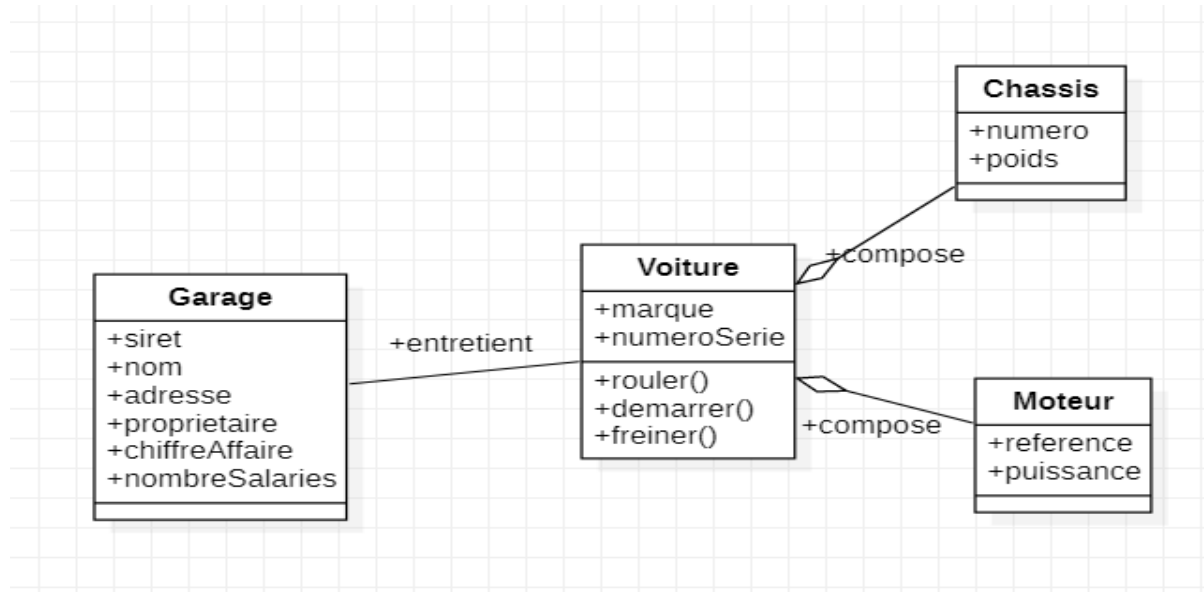 Chassis
+numero
+poids
+compose
Voiture
+marque
+numeroSerie
+rouler()
+demarrer()
+freiner()
Garage
+siret
+nom
+adresse
+proprietaire
+chiffreAffaire
+nombreSalaries
+entretient
+compose
Moteur
+reference
+puissance